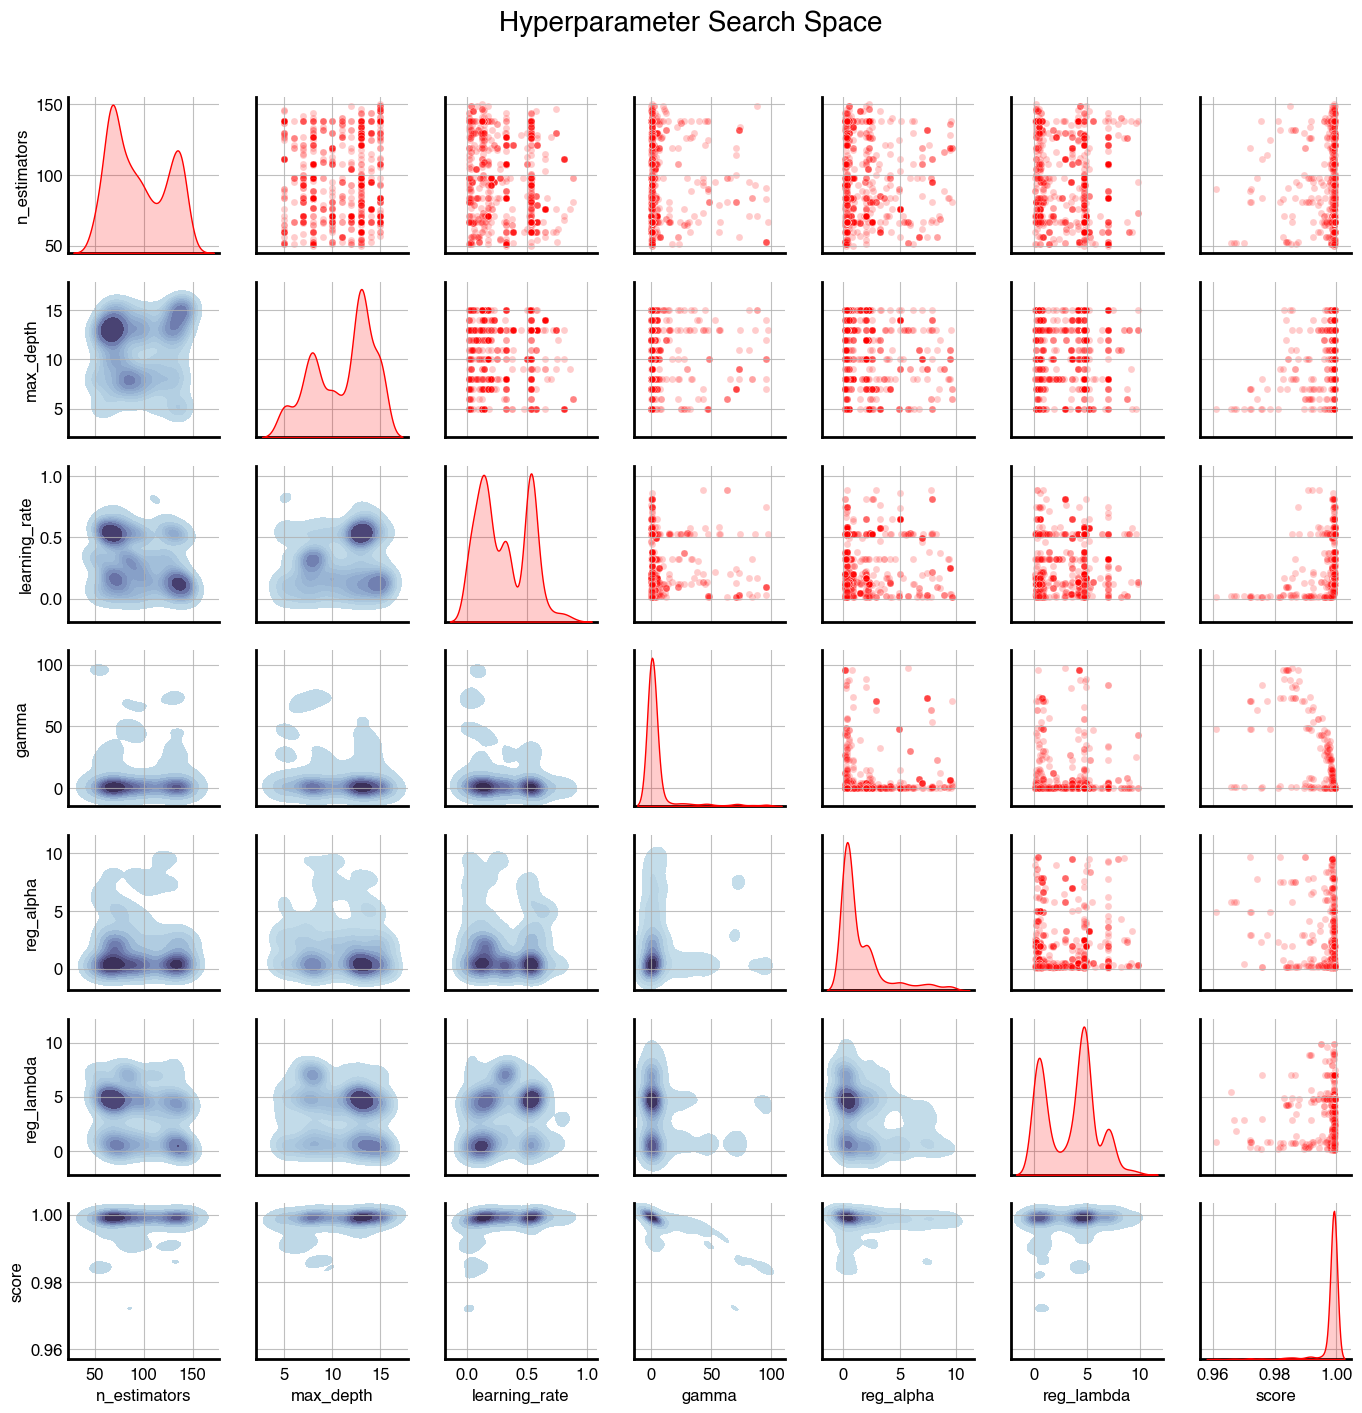 Hyperparameter Search Space
150
100
50
n_estimators
15
10
5
max_depth
1.0
0.5
0.0
learning_rate
100
50
0
gamma
10
5
0
reg_alpha
10
5
0
reg_lambda
1.00
0.98
0.96
score
50 100 150
5 10 15
0.0 0.5 1.0
0 50 100
0 5 10
0 5 10
0.96 0.98 1.00
n_estimators
max_depth
learning_rate
gamma
reg_alpha
reg_lambda
score